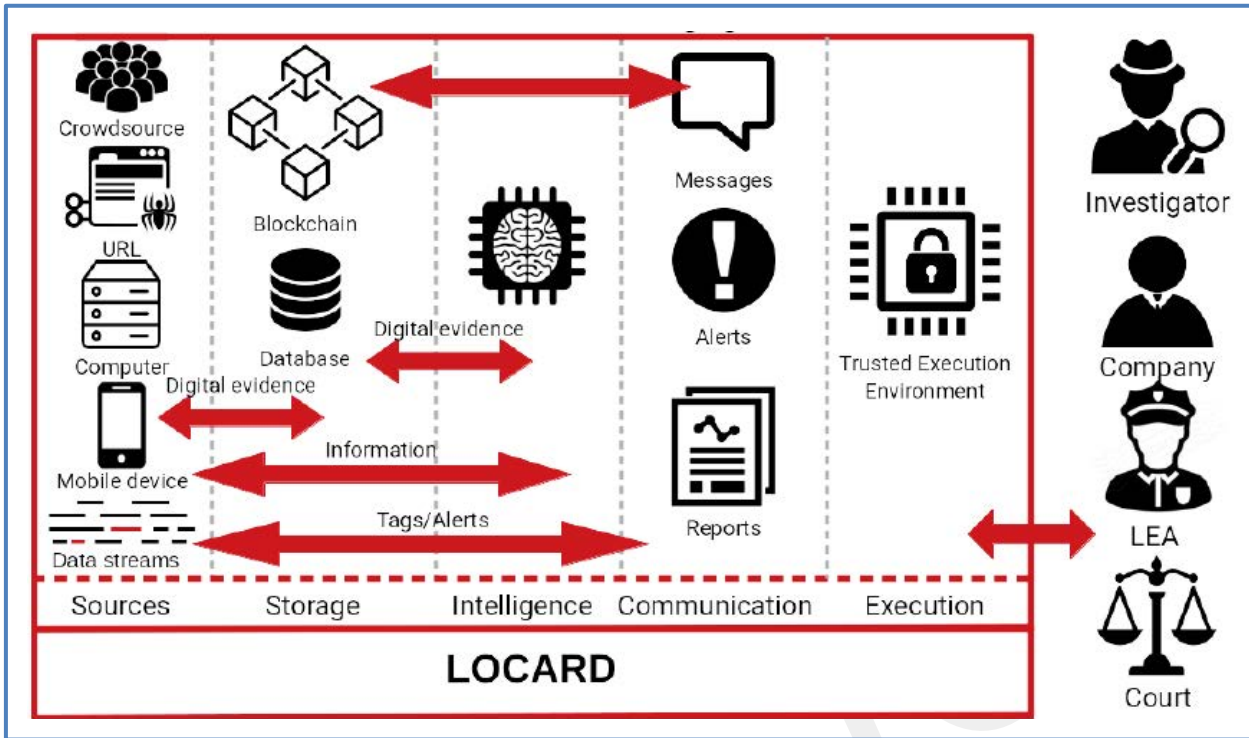 Crowdsource
URL
Computer
Mobile device
Data streams
Digital evidence
Blockchain
Database
Digital evidence
Information
Tags/Alerts
Messages
Alerts
Reports
Trusted Execution
Environment
Sources
Storage
Intelligence
Communication
Execution
LOCARD
Investigator
Company
LEA
Court